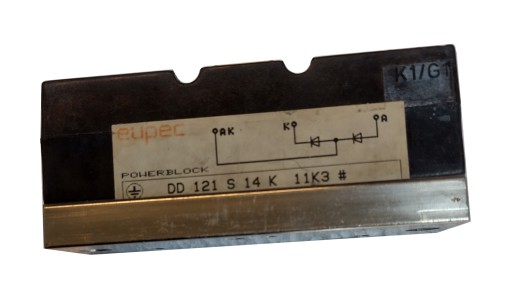 K1/G1
eupec
AK K A
POWERBLOCK
DD 121 S 14 K 11K3 #